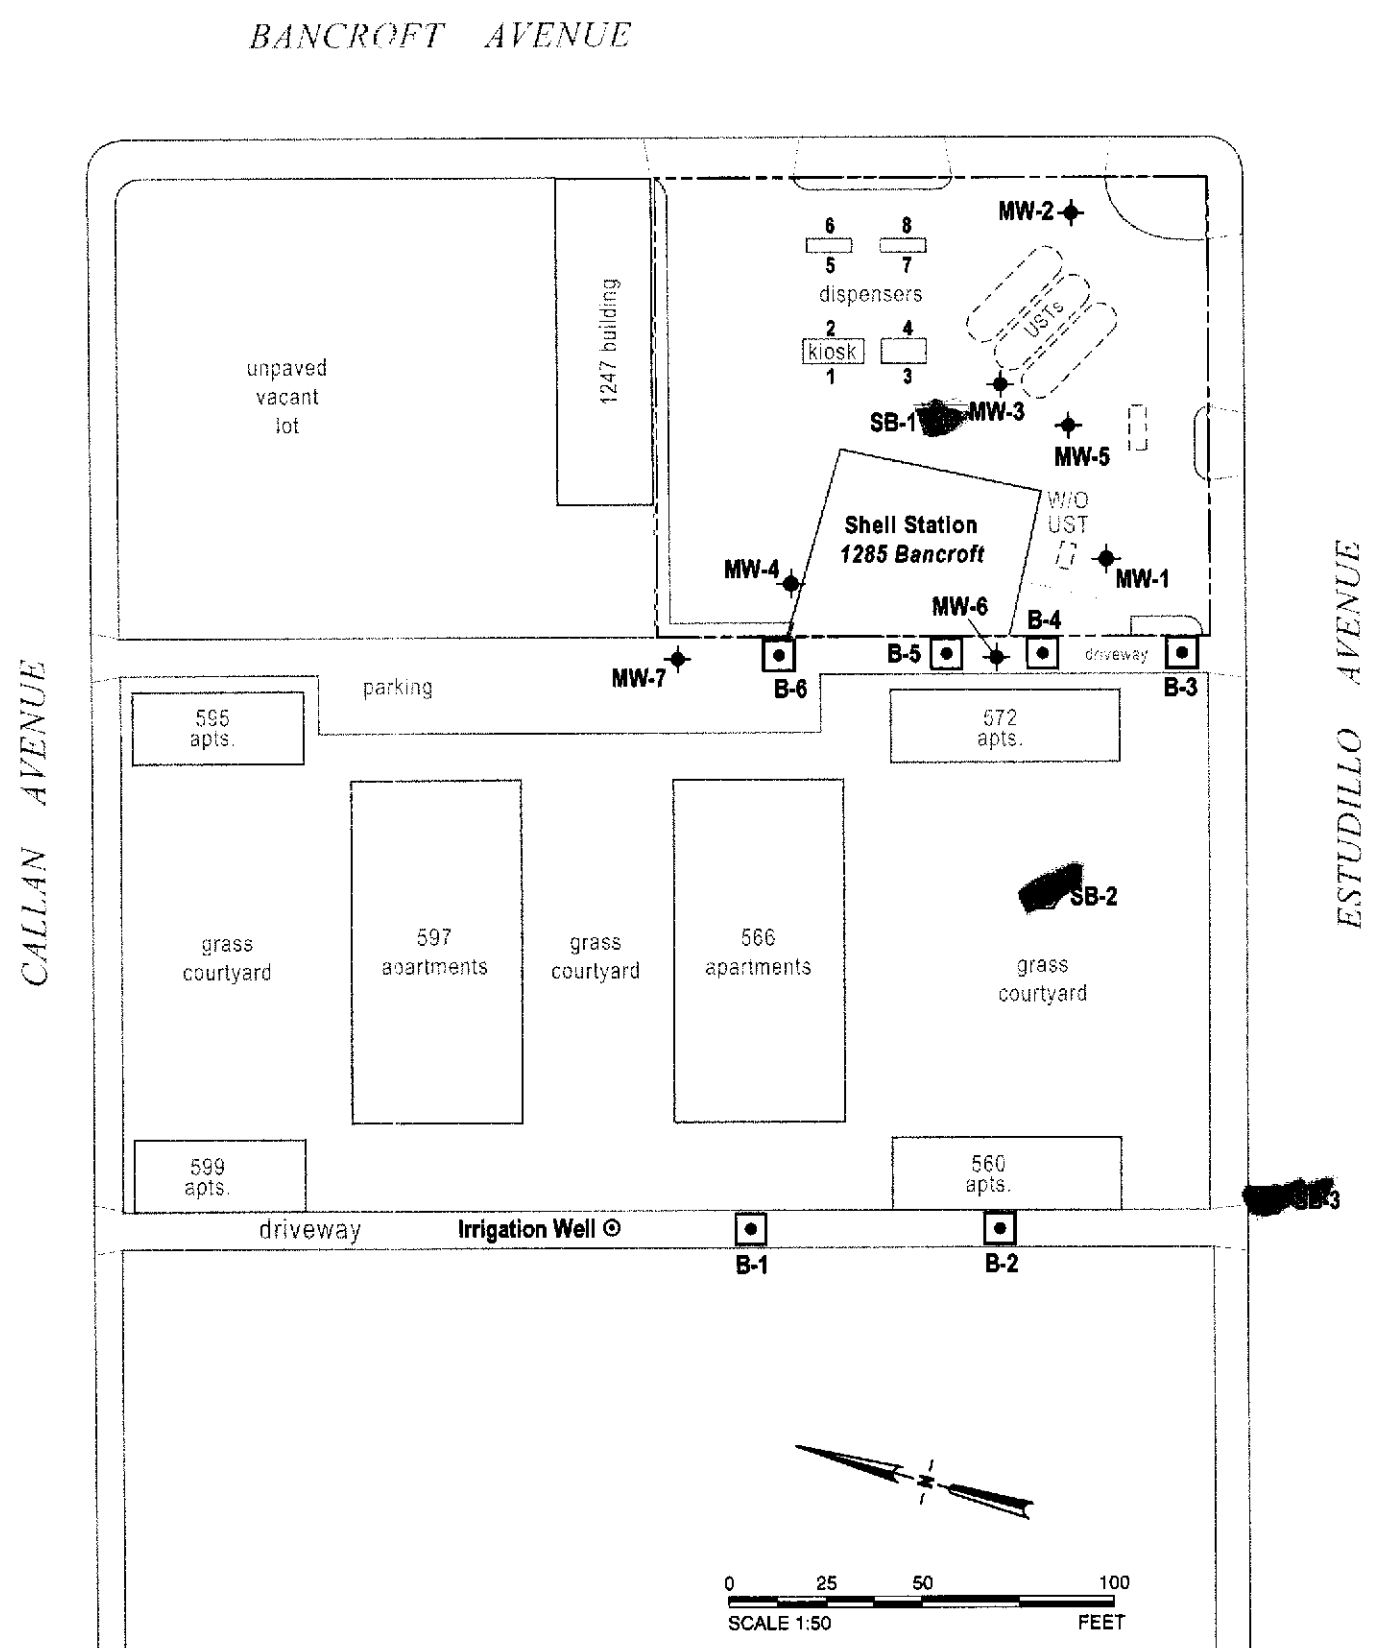 BANCROFT AVENUE
MW-2
6
8
5
7
dispensers
USTs
2
4
kiosk
1
3
1247 building
unpaved
vacant
lot
SB-1
MW-3
MW-5
W/O
UST
Shell Station
1285 Bancroft
MW-4
MW-1
MW-6
B-4
B-5
driveway
MW-7
B-6
B-3
parking
CALLAN AVENUE
ESTUDILLO AVENUE
595
apts.
572
apts.
SB-2
597
apartments
566
apartments
grass
courtyard
grass
courtyard
grass
courtyard
599
apts.
560
apts.
SB-3
driveway
Irrigation Well
B-1
B-2
N
0 25 50 100
SCALE 1:50 FEET